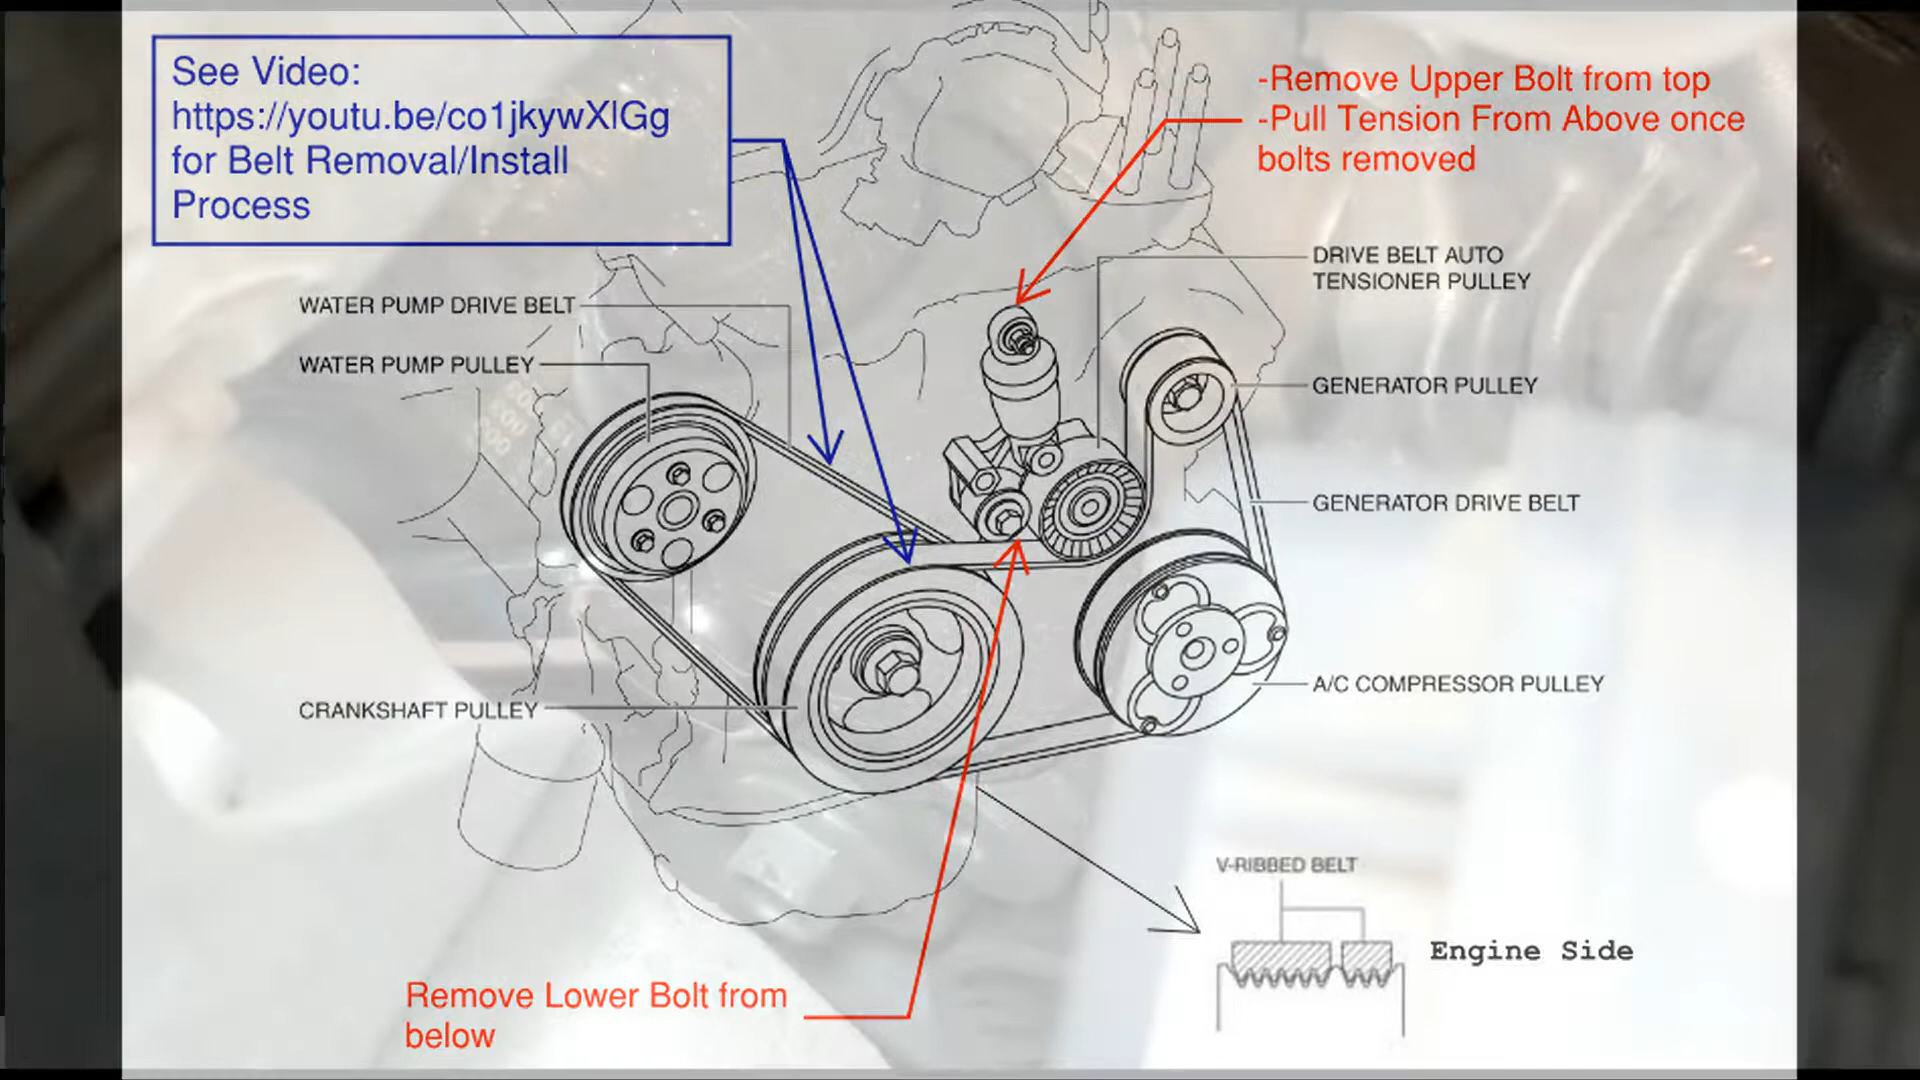 See Video:
https://youtu.be/co1jkywXlGg
for Belt Removal/Install
Process
-Remove Upper Bolt from top
-Pull Tension From Above once
bolts removed
DRIVE BELT AUTO
TENSIONER PULLEY
WATER PUMP DRIVE BELT
WATER PUMP PULLEY
GENERATOR PULLEY
GENERATOR DRIVE BELT
A/C COMPRESSOR PULLEY
CRANKSHAFT PULLEY
V-RIBBED BELT
Engine Side
Remove Lower Bolt from
below